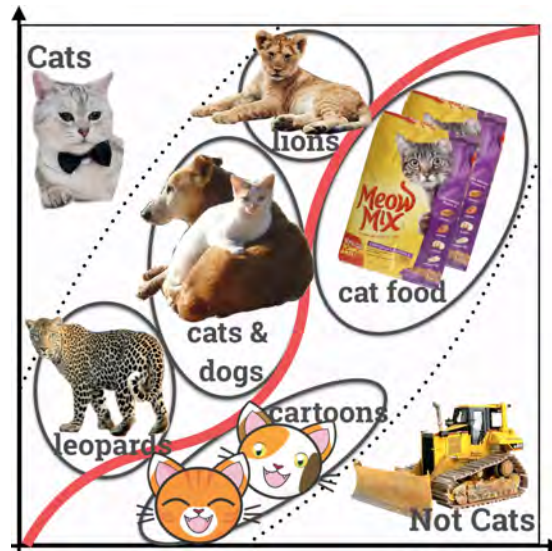 Cats
lions
MeOW
MiX
cat food
cats &
dogs
leopards
cartoons
Not Cats